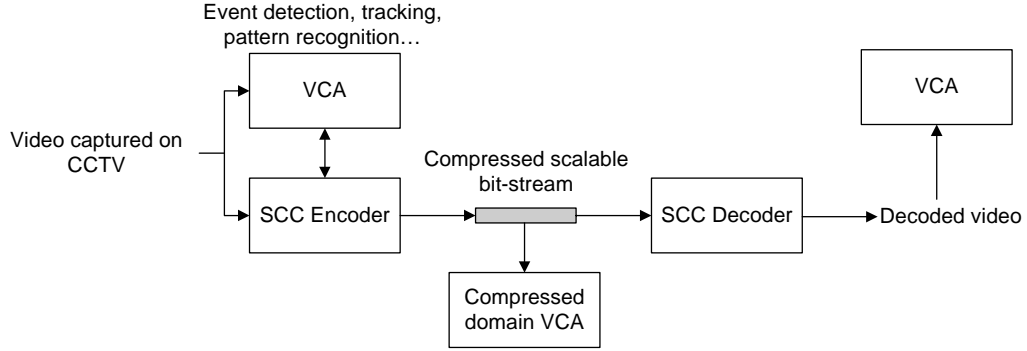 Event detection, tracking,
pattern recognition…
VCA
VCA
Video captured on
CCTV
Compressed scalable
bit-stream
SCC Encoder
SCC Decoder
Decoded video
Compressed
domain VCA